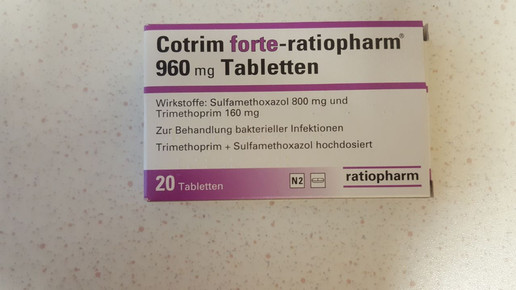 Cotrim forte-ratiopharm®
960 mg Tabletten
Wirkstoffe: Sulfamethoxazol 800 mg und
Trimethoprim 160 mg
Zur Behandlung bakterieller Infektionen
Trimethoprim + Sulfamethoxazol hochdosiert
20 Tabletten N2 ratiopharm